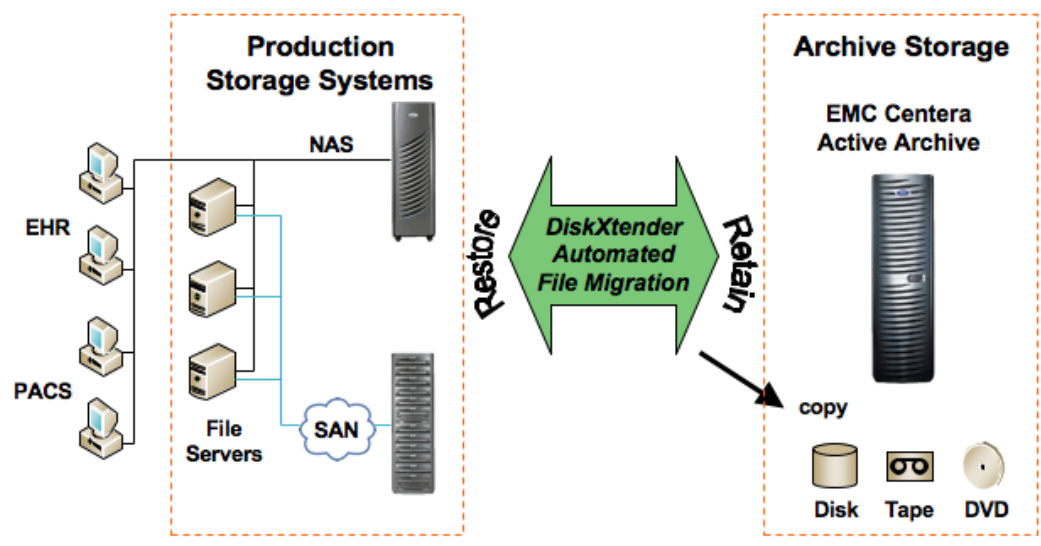 Production
Storage Systems
NAS
EHR
PACS
File
Servers
SAN
Restore
DiskXtender
Automated
File Migration
Retain
Archive Storage
EMC Centera
Active Archive
copy
Disk
Tape
DVD